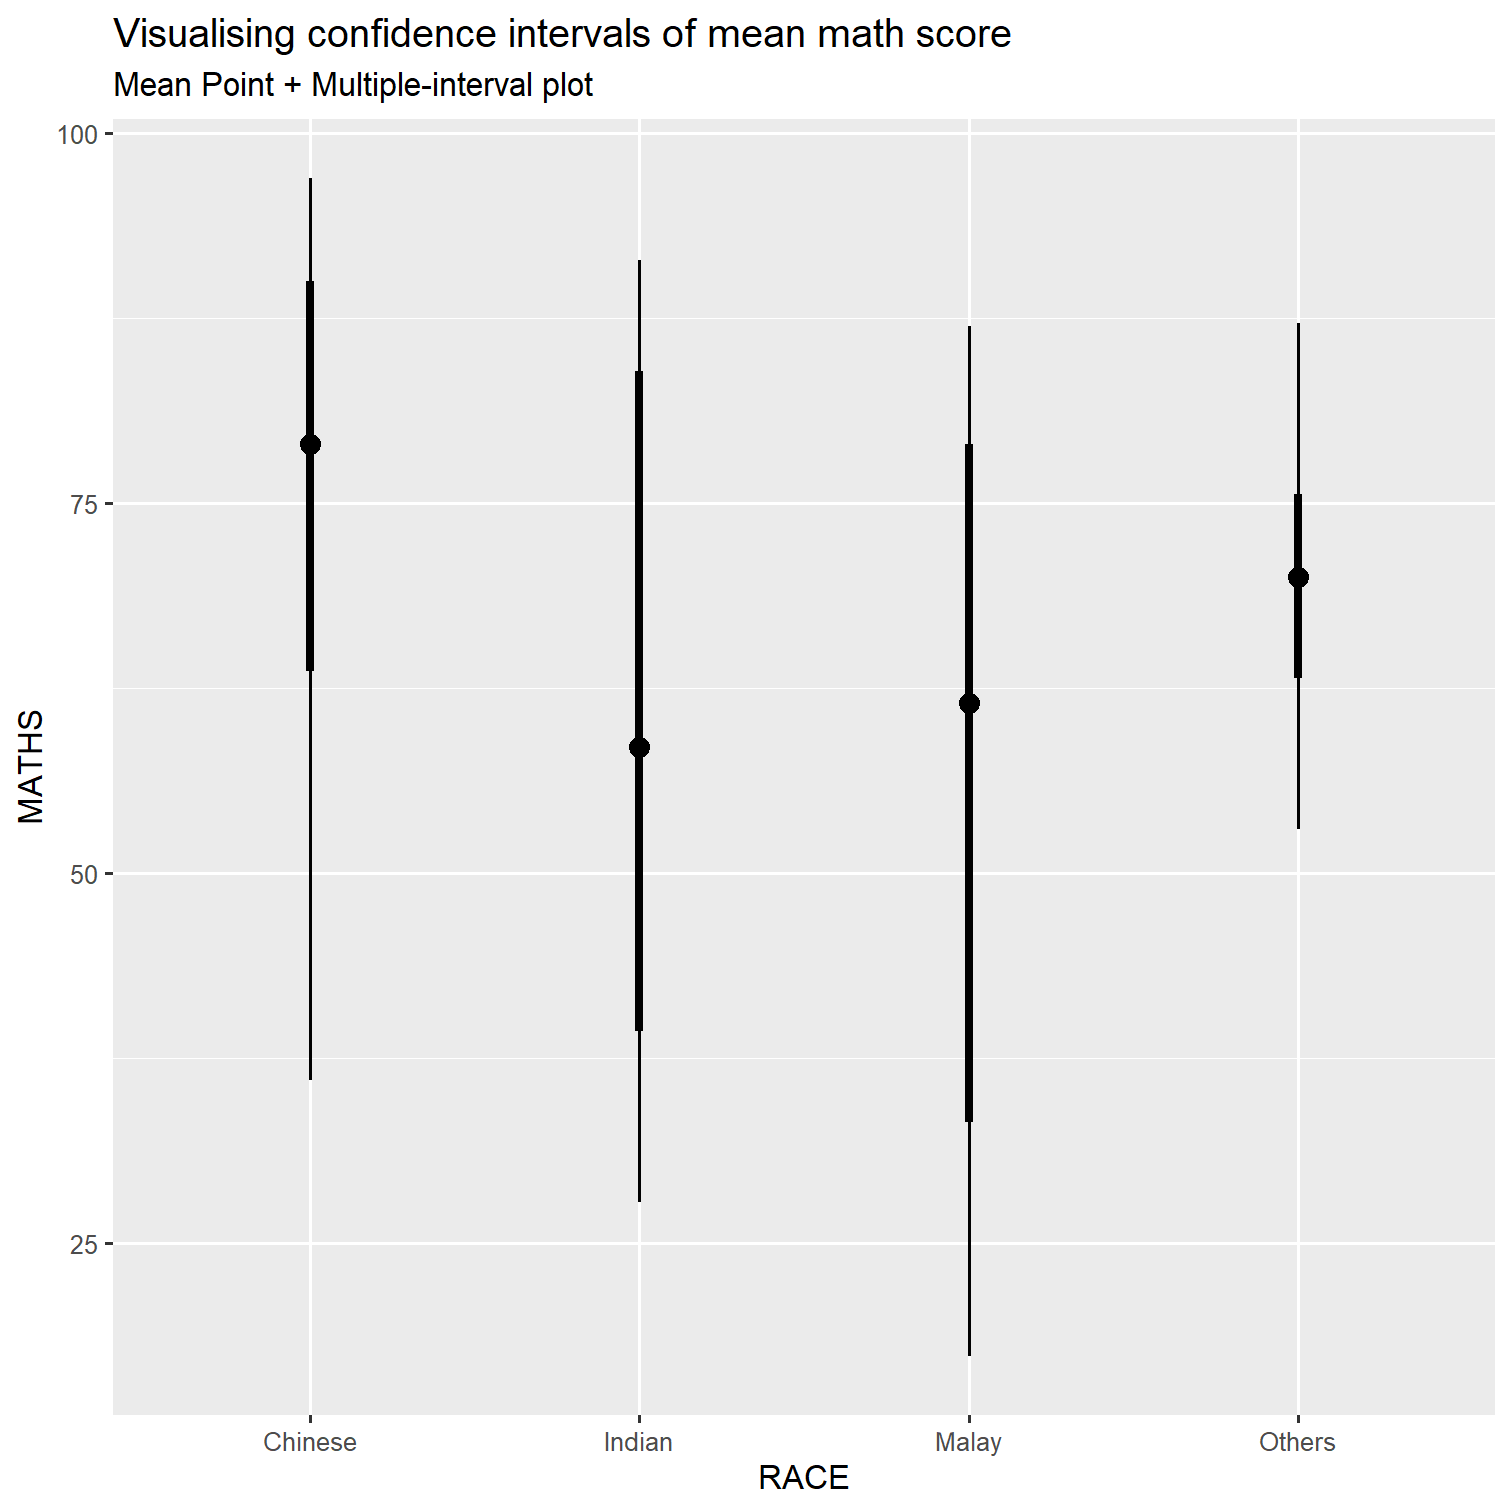 Visualising confidence intervals of mean math score
Mean Point + Multiple-interval plot
100
75
50
25
MATHS
Chinese Indian Malay Others
RACE